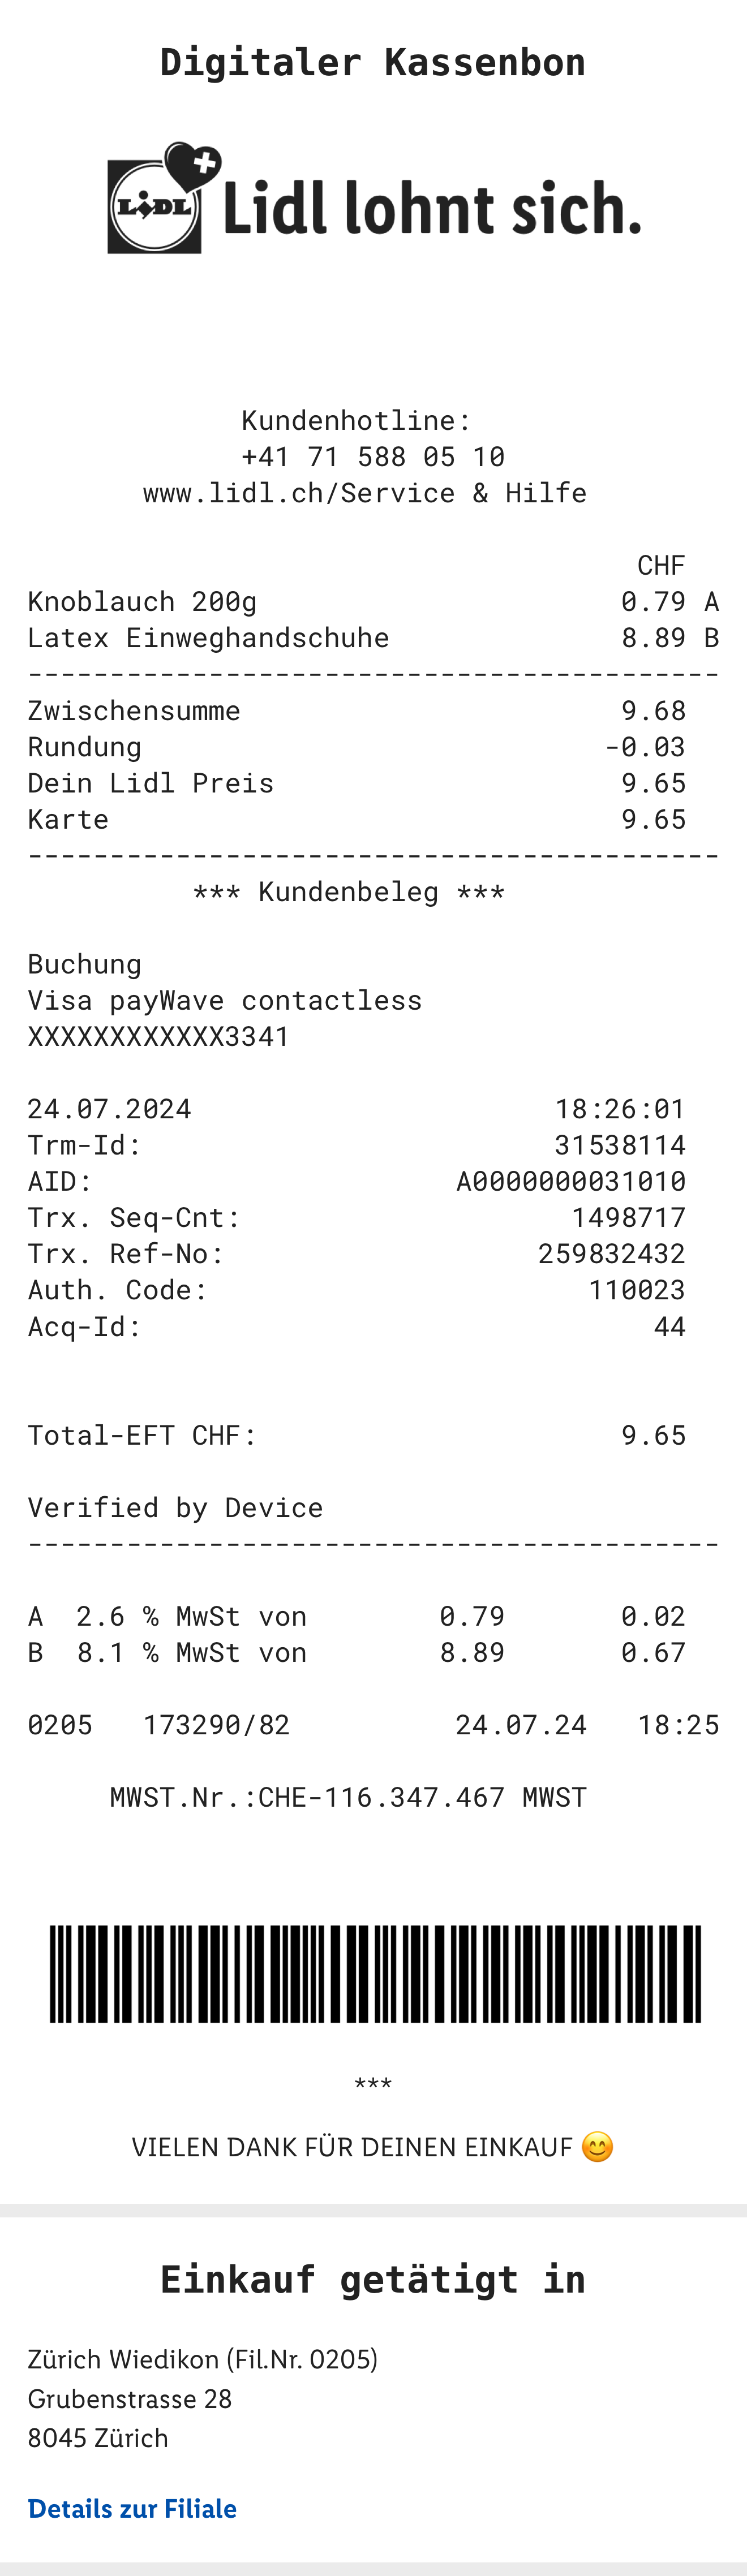 Digitaler Kassenbon
LIDL Lidl lohnt sich.
Kundenhotline:
+41 71 588 05 10
www.lidl.ch/Service & Hilfe
CHF
Knoblauch 200g 0.79 A
Latex Einweghandschuhe 8.89 B
------------------------------------------
Zwischensumme 9.68
Rundung -0.03
Dein Lidl Preis 9.65
Karte 9.65
------------------------------------------
*** Kundenbeleg ***
Buchung
Visa payWave contactless
XXXXXXXXXXXX3341
24.07.2024 18:26:01
Trm-Id: 31538114
AID: A0000000031010
Trx. Seq-Cnt: 1498717
Trx. Ref-No: 259832432
Auth. Code: 110023
Acq-Id: 44
Total-EFT CHF: 9.65
Verified by Device
------------------------------------------
A 2.6 % MwSt von 0.79 0.02
B 8.1 % MwSt von 8.89 0.67
0205 173290/82 24.07.24 18:25
MWST.Nr.:CHE-116.347.467 MWST
***
VIELEN DANK FÜR DEINEN EINKAUF 😊
Einkauf getätigt in
Zürich Wiedikon (Fil.Nr. 0205)
Grubenstrasse 28
8045 Zürich
Details zur Filiale